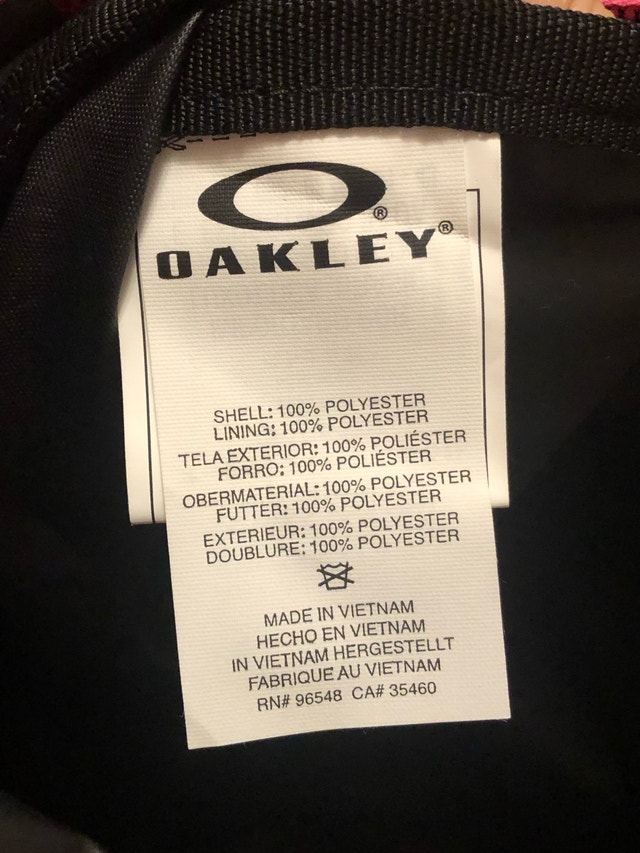 OAKLEY®
SHELL: 100% POLYESTER
LINING: 100% POLYESTER
TELA EXTERIOR: 100% POLIÉSTER
FORRO: 100% POLIÉSTER
OBERMATERIAL: 100% POLYESTER
FUTTER: 100% POLYESTER
EXTERIEUR: 100% POLYESTER
DOUBLURE: 100% POLYESTER
MADE IN VIETNAM
HECHO EN VIETNAM
IN VIETNAM HERGESTELLT
FABRIQUE AU VIETNAM
RN# 96548 CA# 35460